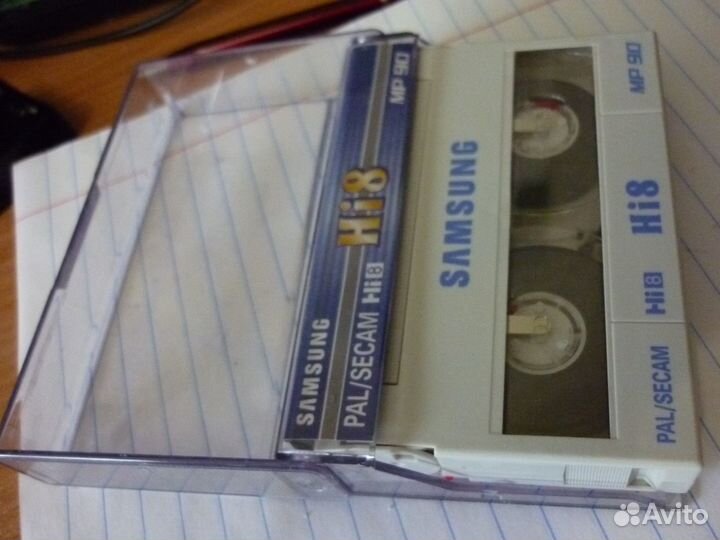 SAMSUNG
PAL/SECAM Hi8
Hi8
MP 90
SAMSUNG
PAL/SECAM
Hi8
Hi8
MP 90
Avito